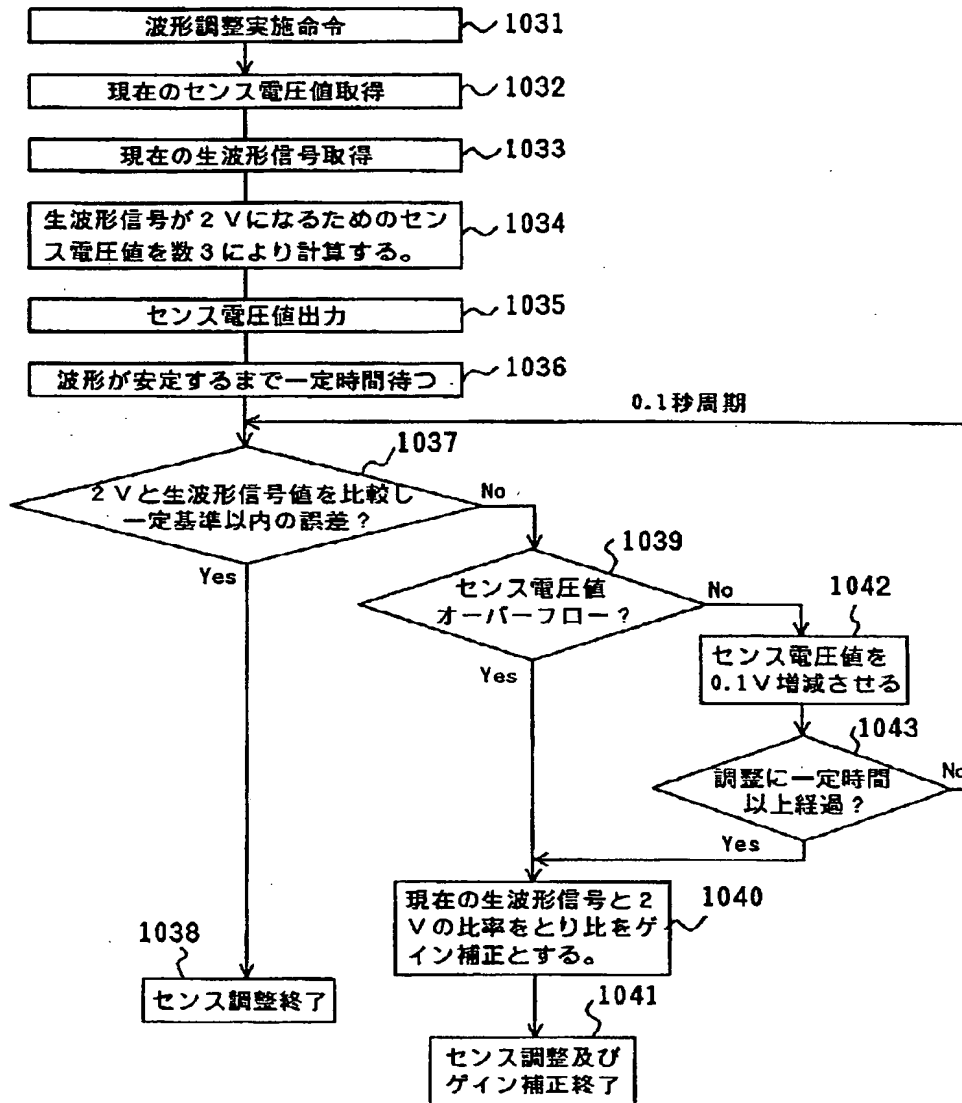 波形調整実施命令
1031
現在のセンス電圧値取得
1032
現在の生波形信号取得
1033
生波形信号が2Vになるためのセン
ス電圧値を数3により計算する。
1034
センス電圧値出力
1035
波形が安定するまで一定時間待つ
1036
0.1秒周期
1037
2Vと生波形信号値を比較し
一定基準以内の誤差?
No
Yes
1039
センス電圧値
オーバーフロー?
No
Yes
1042
センス電圧値を
0.1V増減させる
1043
調整に一定時間
以上経過?
No
Yes
現在の生波形信号と2
Vの比率をとり比をゲ
イン補正とする。
1040
1038
センス調整終了
1041
センス調整及び
ゲイン補正終了